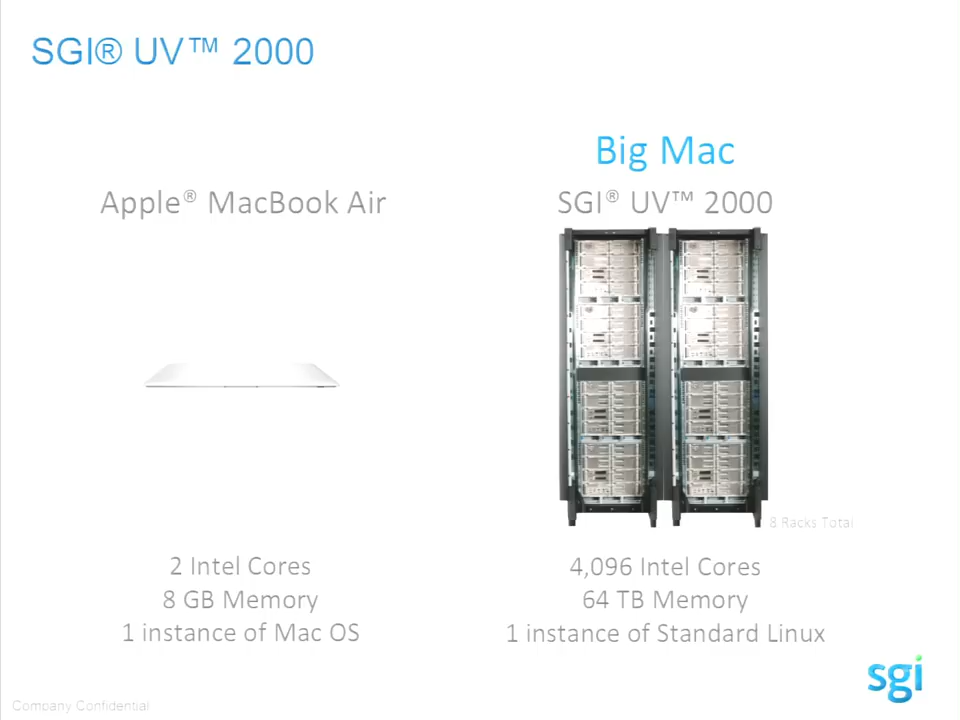 SGI® UV™ 2000
Big Mac
Apple® MacBook Air
SGI® UV™ 2000
8 Racks Total
2 Intel Cores
8 GB Memory
1 instance of Mac OS
4,096 Intel Cores
64 TB Memory
1 instance of Standard Linux
sgi
Company Confidential